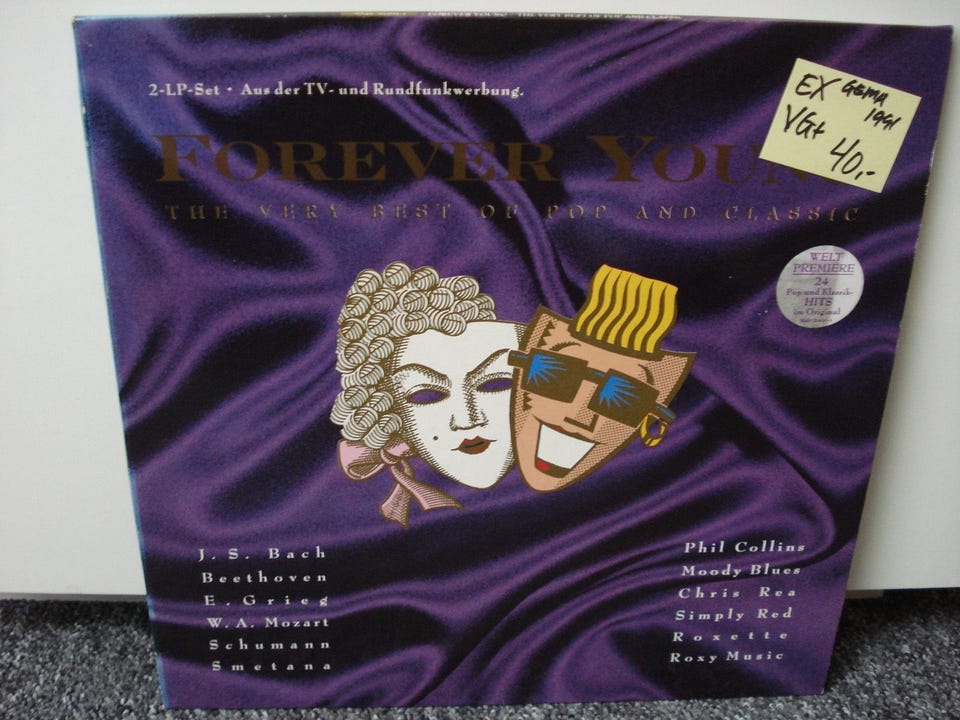 2-LP-Set • Aus der TV- und Rundfunkwerbung.
EX GEMA
1991
VG+
40,-
FOREVER YOUNG
THE VERY BEST OF POP AND CLASSIC
WELT
PREMIERE
24
Pop-und Klassik-
HITS
im Original
J. S. Bach
Beethoven
E. Grieg
W. A. Mozart
Schumann
Smetana
Phil Collins
Moody Blues
Chris Rea
Simply Red
Roxette
Roxy Music